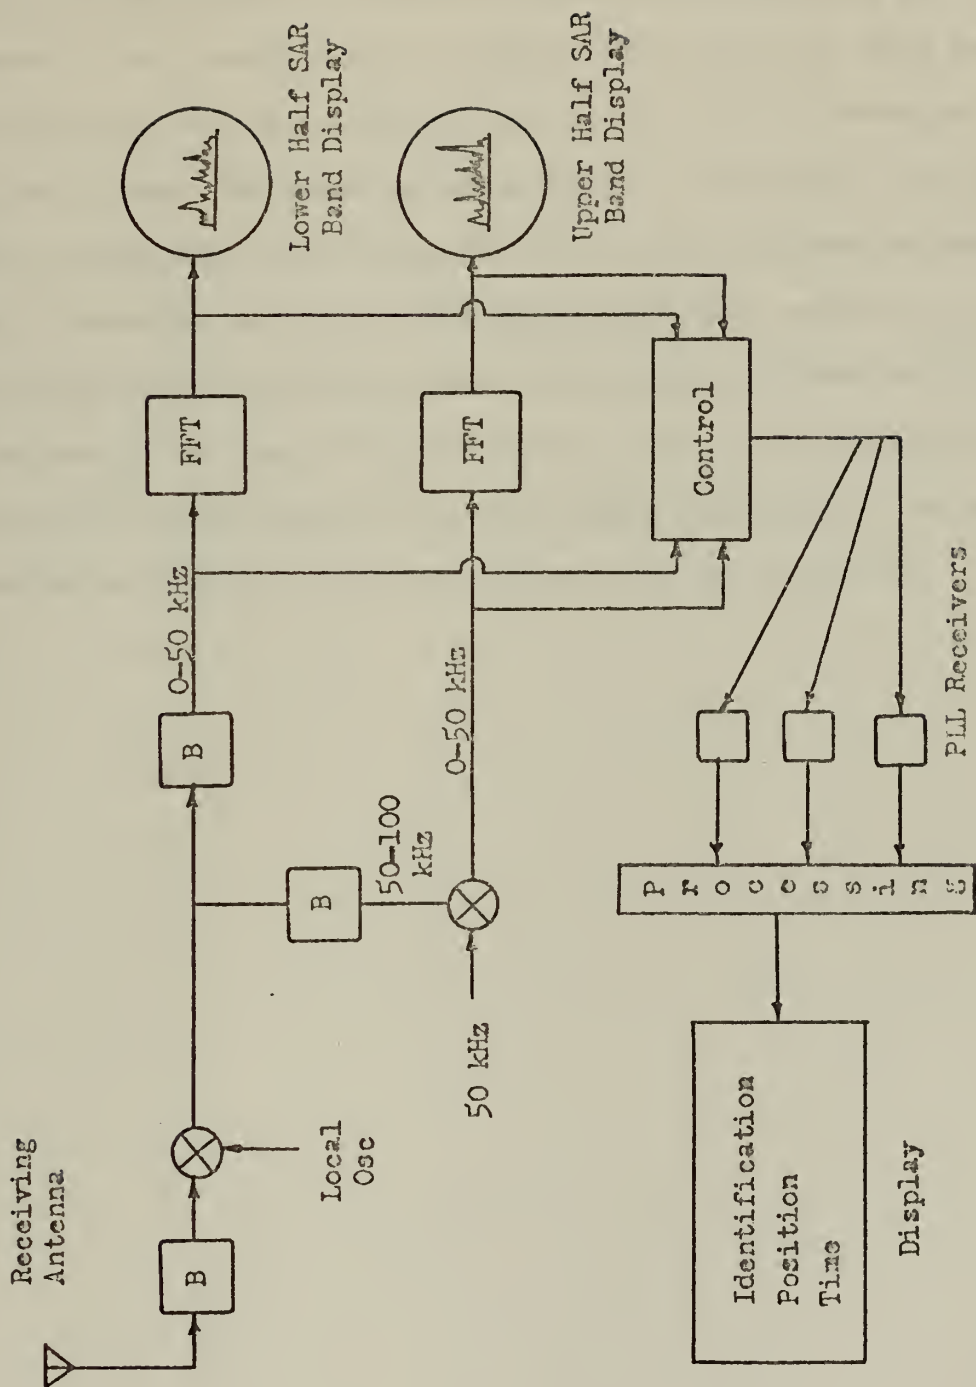 Receiving
Antenna
B
Local
Osc
B
0-50 kHz
FFT
Lower Half SAR
Band Display
B
50-100
kHz
50 kHz
0-50 kHz
FFT
Upper Half SAR
Band Display
Control
PLL Receivers
Processing
Identification
Position
Time
Display